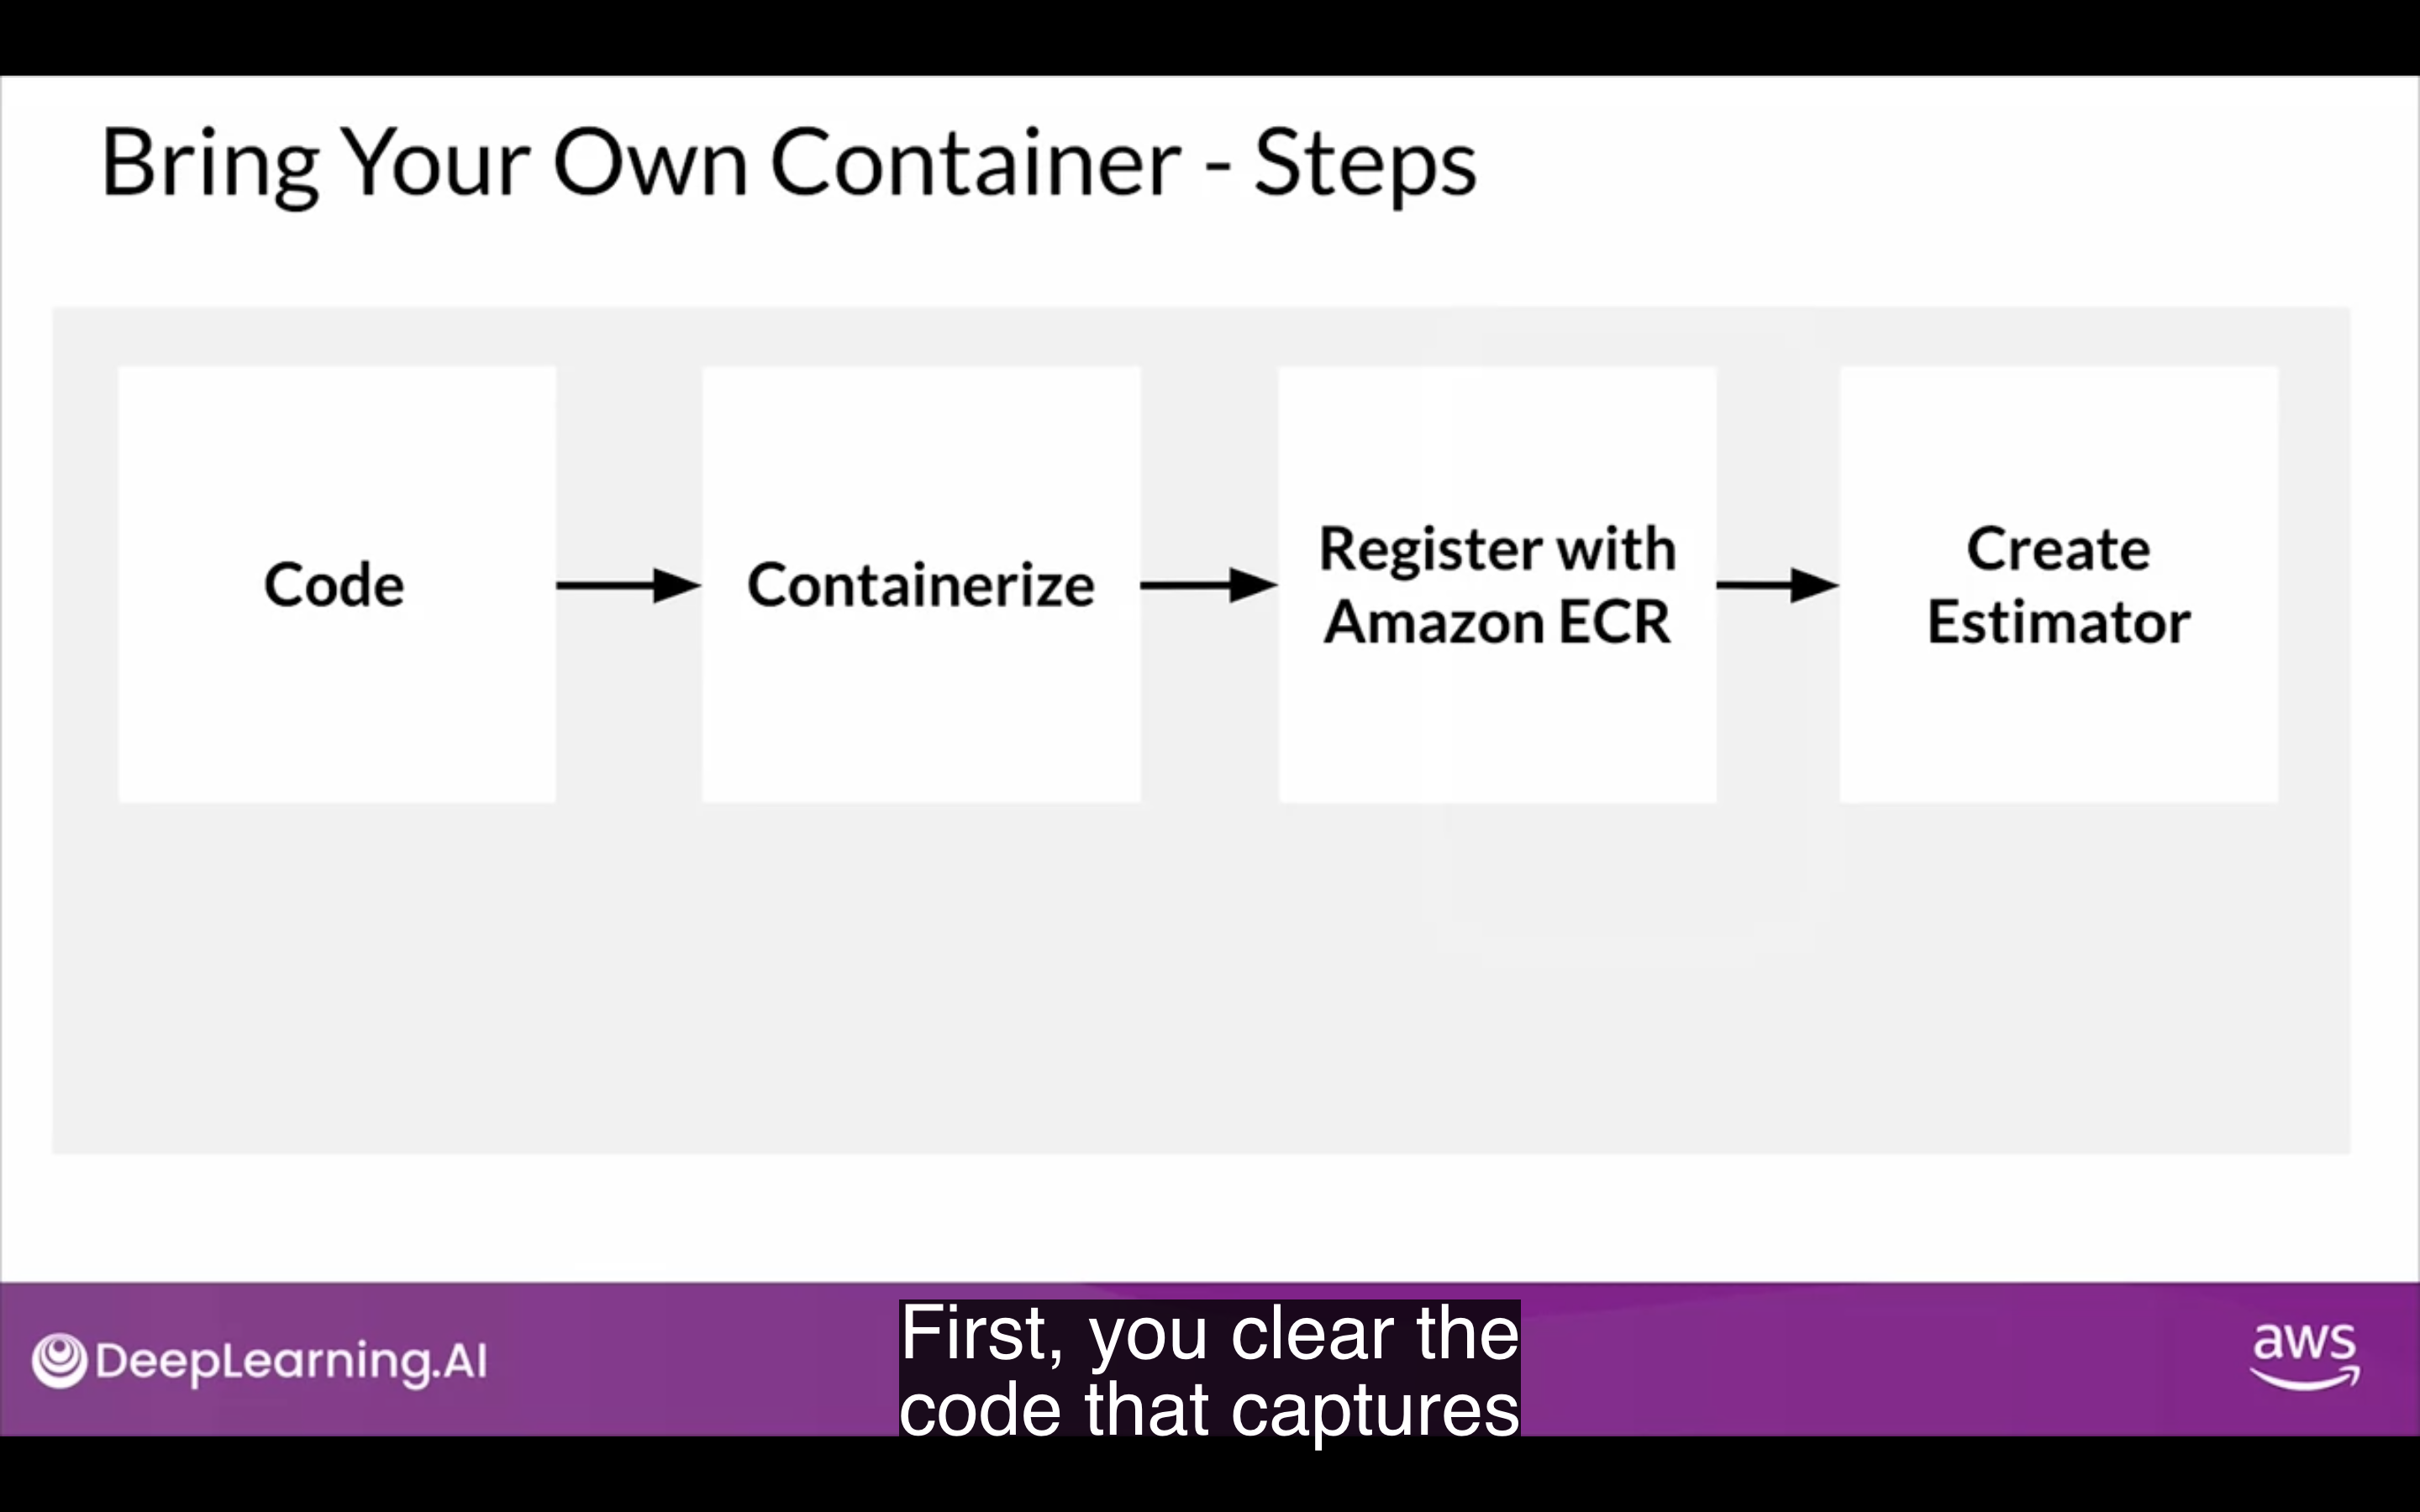 Bring Your Own Container - Steps
Code
Containerize
Register with
Amazon ECR
Create
Estimator
DeepLearning.AI
First, you clear the
code that captures
aws